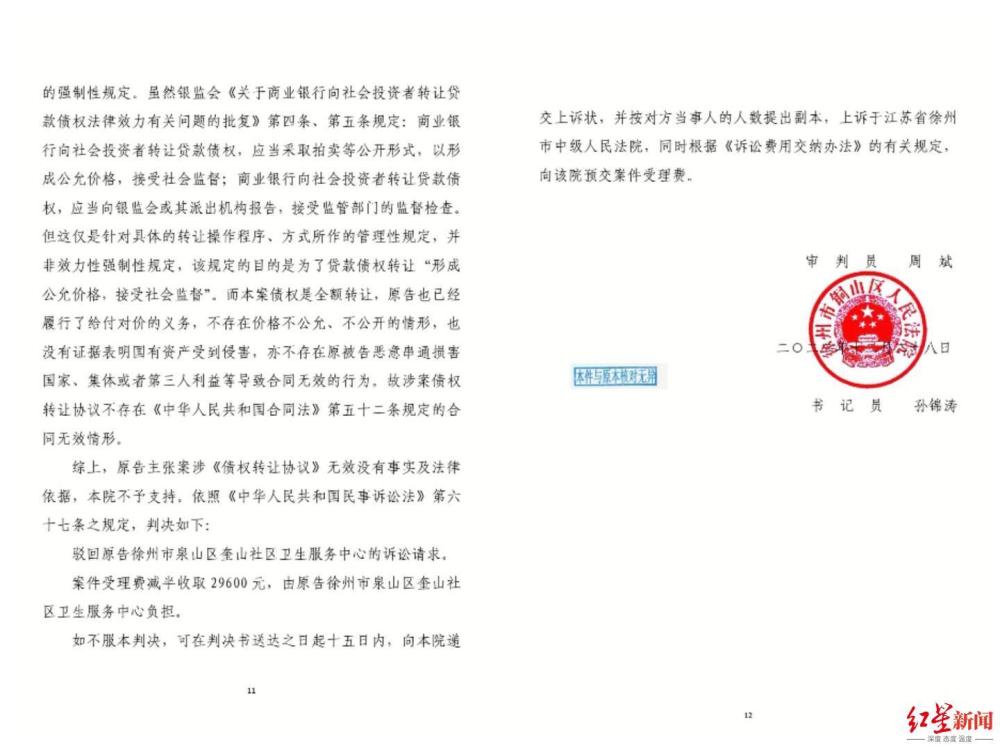 的强制性规定。虽然银监会《关于商业银行向社会投资者转让贷
款债权法律效力有关问题的批复》第四条、第五条规定：商业银
行向社会投资者转让贷款债权，应当采取拍卖等公开形式，以形
成公允价格，接受社会监督；商业银行向社会投资者转让贷款债
权，应当向银监会或其派出机构报告，接受监管部门的监督检查。
但这仅是针对具体的转让操作程序、方式所作的管理性规定，并
非效力性强制性规定，该规定的目的是为了贷款债权转让“形成
公允价格，接受社会监督”。而本案债权是全额转让，原告也已经
履行了给付对价的义务，不存在价格不公允、不公开的情形，也
没有证据表明国有资产受到侵害，亦不存在原被告恶意串通损害
国家、集体或者第三人利益等导致合同无效的行为。故涉案债权
转让协议不存在《中华人民共和国合同法》第五十二条规定的合
同无效情形。
综上，原告主张案涉《债权转让协议》无效没有事实及法律
依据，本院不予支持。依照《中华人民共和国民事诉讼法》第六
十七条之规定，判决如下：
驳回原告徐州市泉山区奎山社区卫生服务中心的诉讼请求。
案件受理费减半收取 29600 元，由原告徐州市泉山区奎山社
区卫生服务中心负担。
如不服本判决，可在判决书送达之日起十五日内，向本院递
11
交上诉状，并按对方当事人的人数提出副本，上诉于江苏省徐州
市中级人民法院，同时根据《诉讼费用交纳办法》的有关规定，
向该院预交案件受理费。
审 判 员 周 斌
徐州市铜山区人民法院
二〇二 年十 月 十八日
本件与原本核对无异
书 记 员 孙锦涛
12
红星新闻
深度 态度 温度